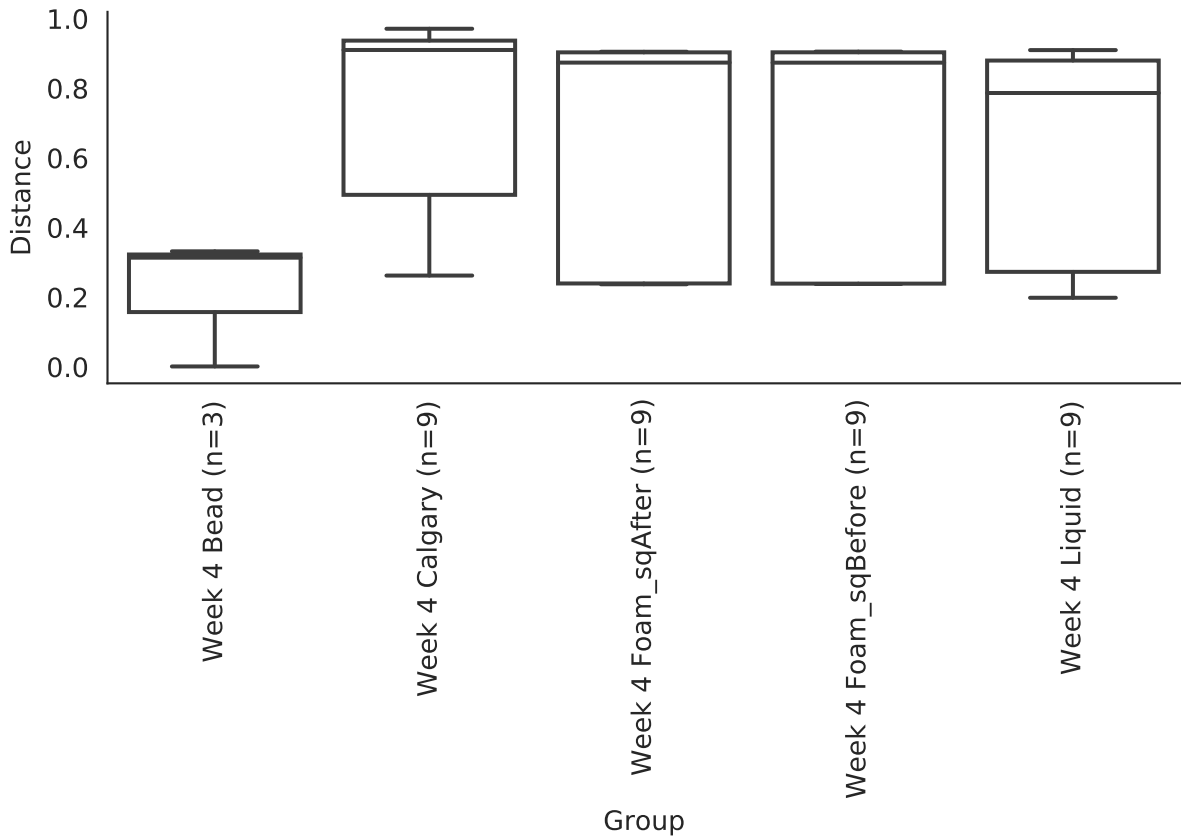 1.0
0.8
0.6
0.4
0.2
0.0
Distance
Week 4 Bead (n=3)
Week 4 Calgary (n=9)
Week 4 Foam_sqAfter (n=9)
Week 4 Foam_sqBefore (n=9)
Week 4 Liquid (n=9)
Group